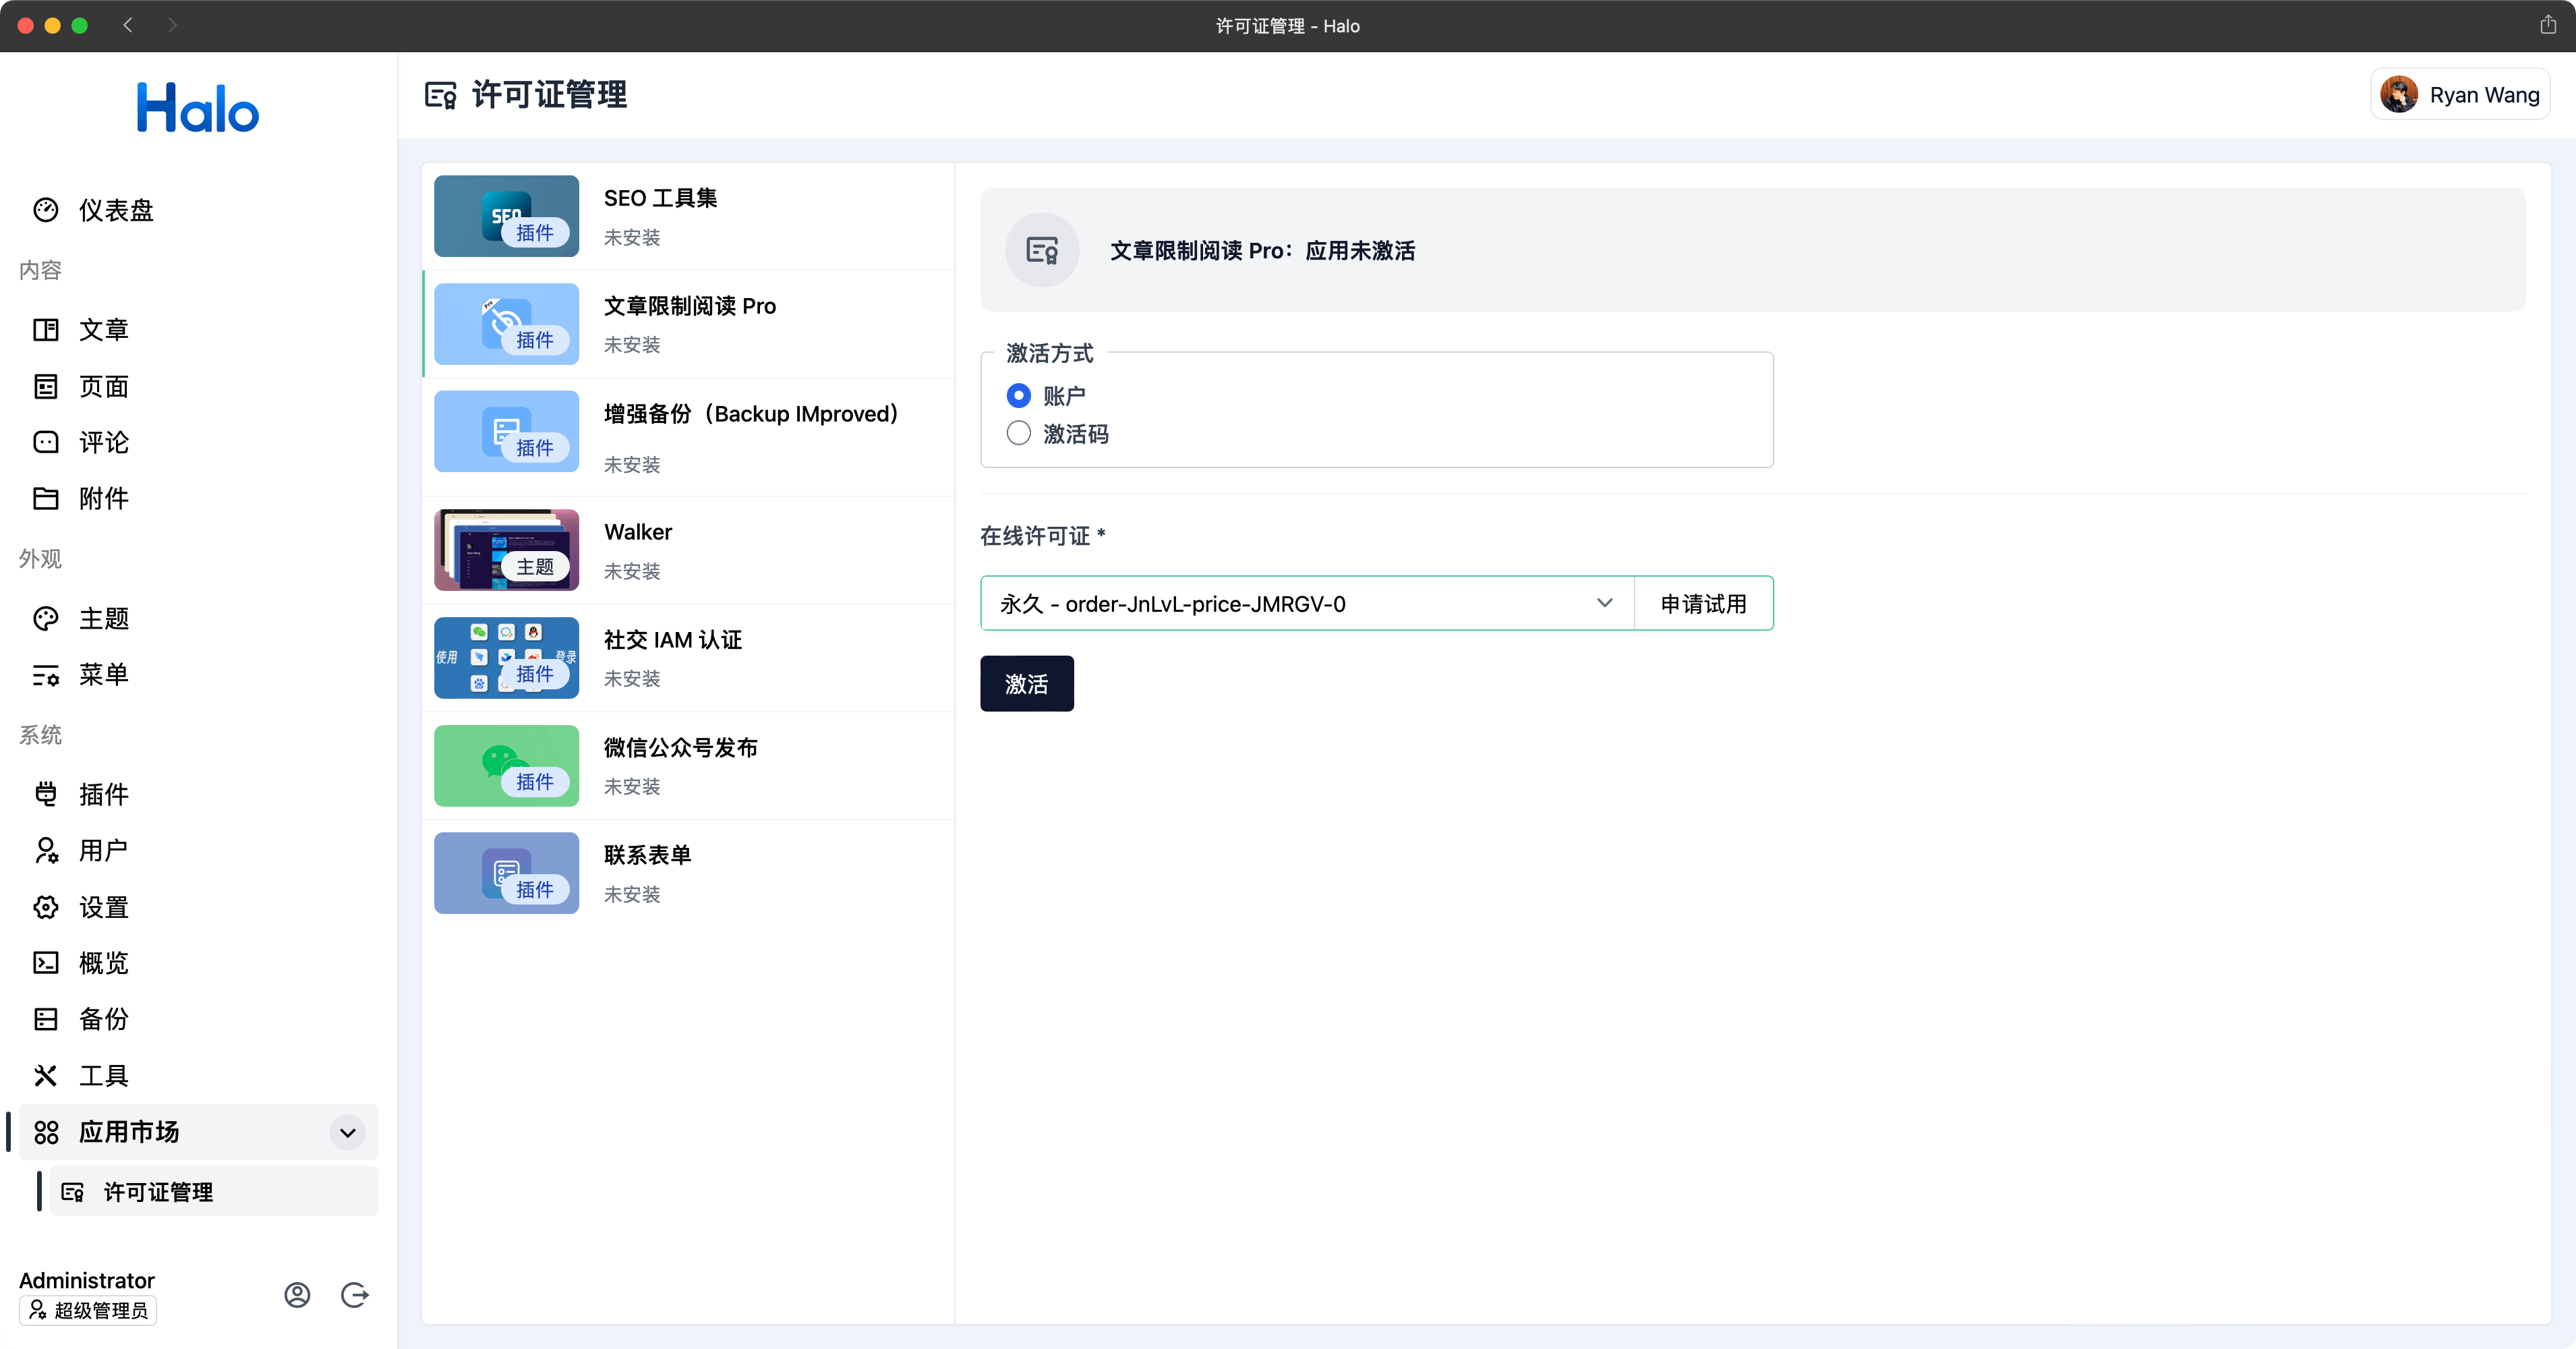 许可证管理 - Halo
Halo
仪表盘
内容
文章
页面
评论
附件
外观
主题
菜单
系统
插件
用户
设置
概览
备份
工具
应用市场
许可证管理
Administrator
超级管理员
许可证管理
Ryan Wang
SEO
插件
SEO 工具集
未安装
Pro
插件
文章限制阅读 Pro
未安装
插件
增强备份（Backup IMproved）
未安装
主题
Walker
未安装
使用
登录
插件
社交 IAM 认证
未安装
插件
微信公众号发布
未安装
插件
联系表单
未安装
文章限制阅读 Pro：应用未激活
激活方式
账户
激活码
在线许可证 *
永久 - order-JnLvL-price-JMRGV-0
申请试用
激活